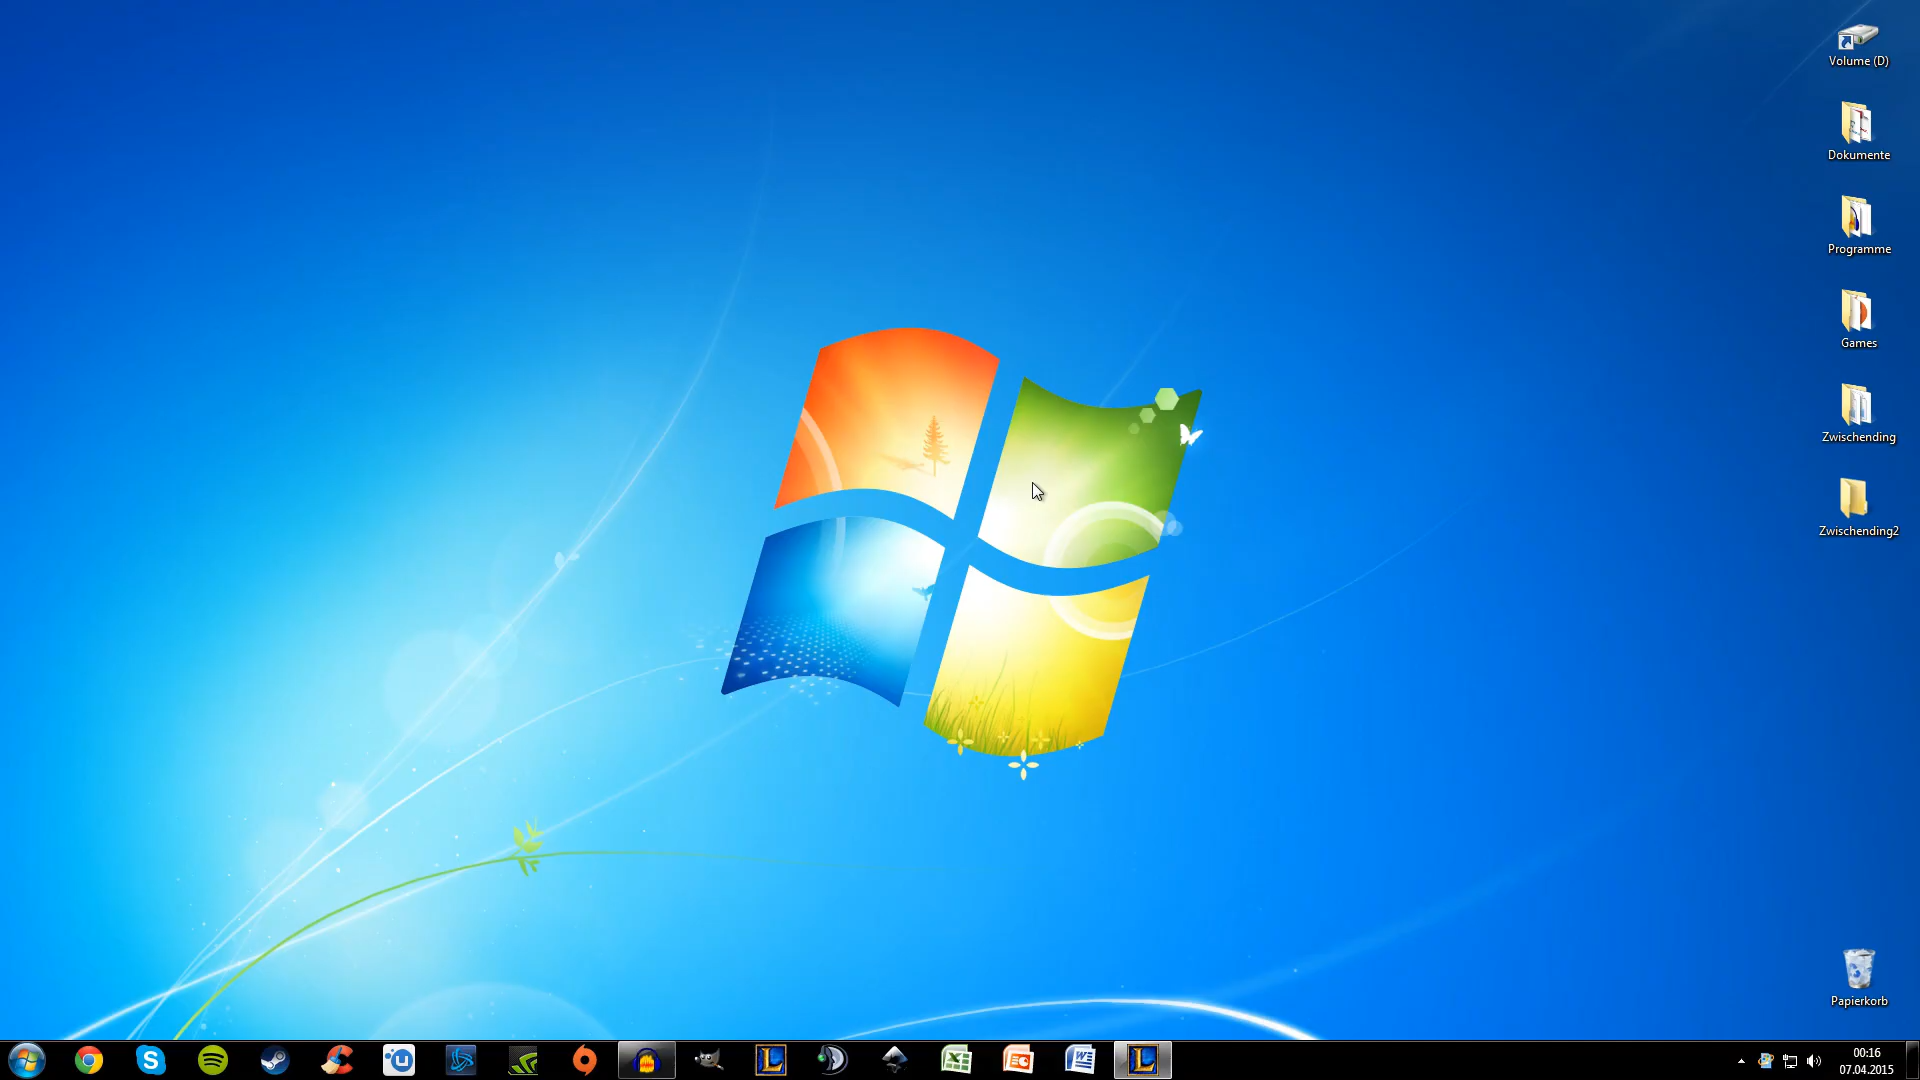 Volume (D)
Dokumente
Programme
Games
Zwischending
Zwischending2
Papierkorb
00:16
07.04.2015